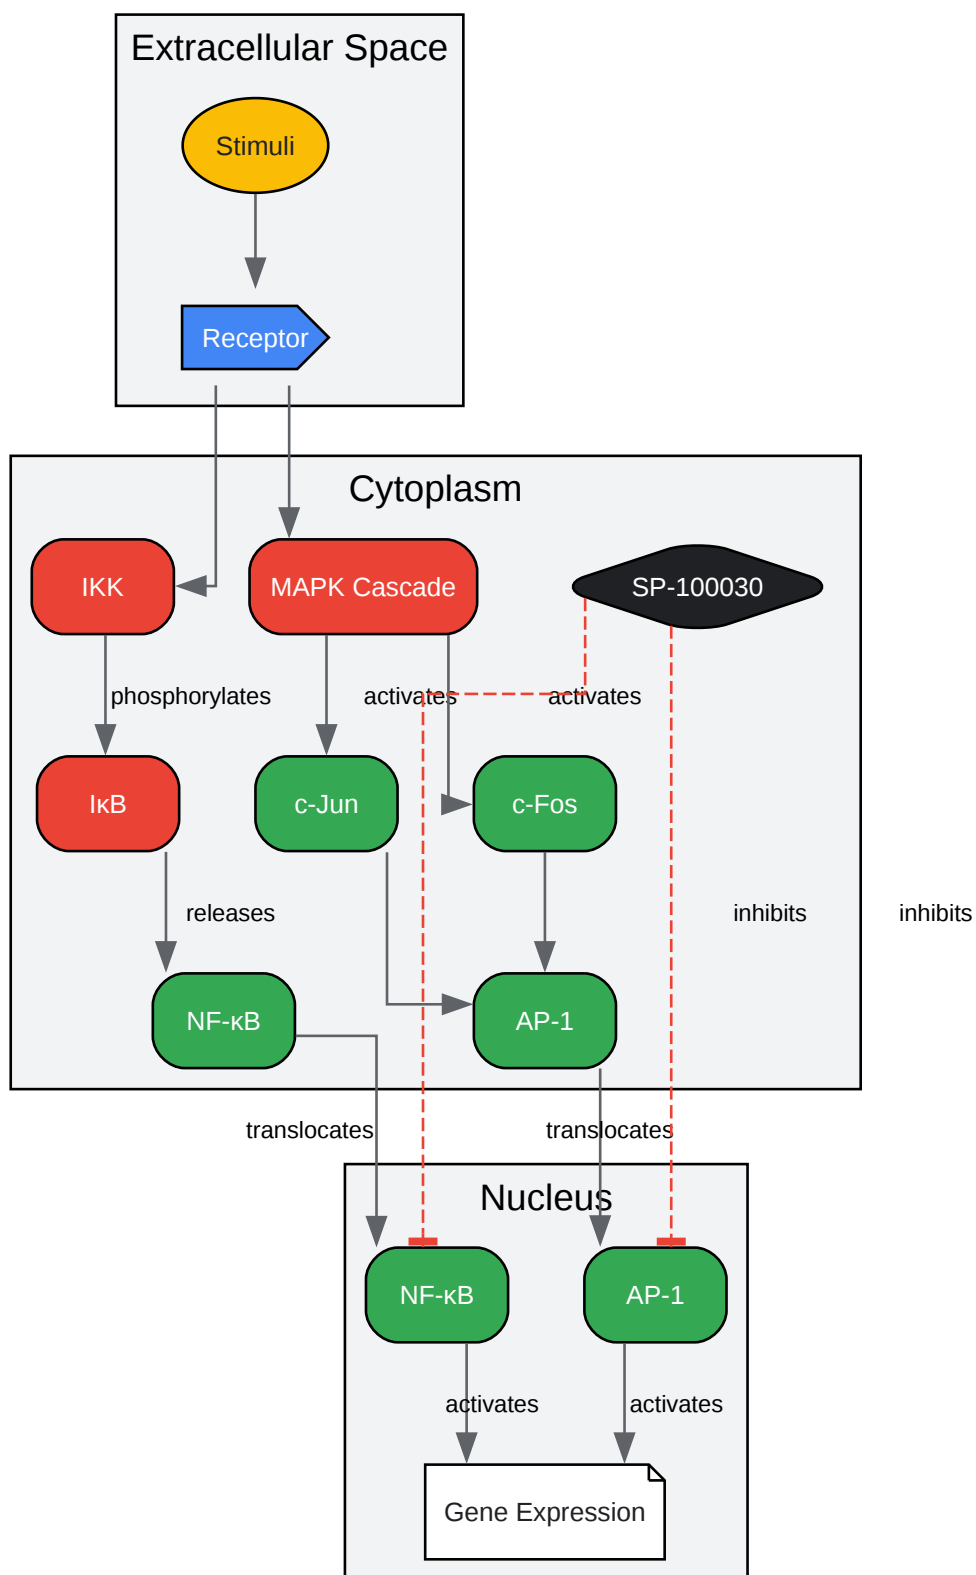 Extracellular Space
Stimuli
Receptor
Cytoplasm
IKK
MAPK Cascade
SP-100030
phosphorylates
activates
activates
IκB
c-Jun
c-Fos
releases
inhibits
inhibits
NF-κB
AP-1
translocates
translocates
Nucleus
NF-κB
AP-1
activates
activates
Gene Expression